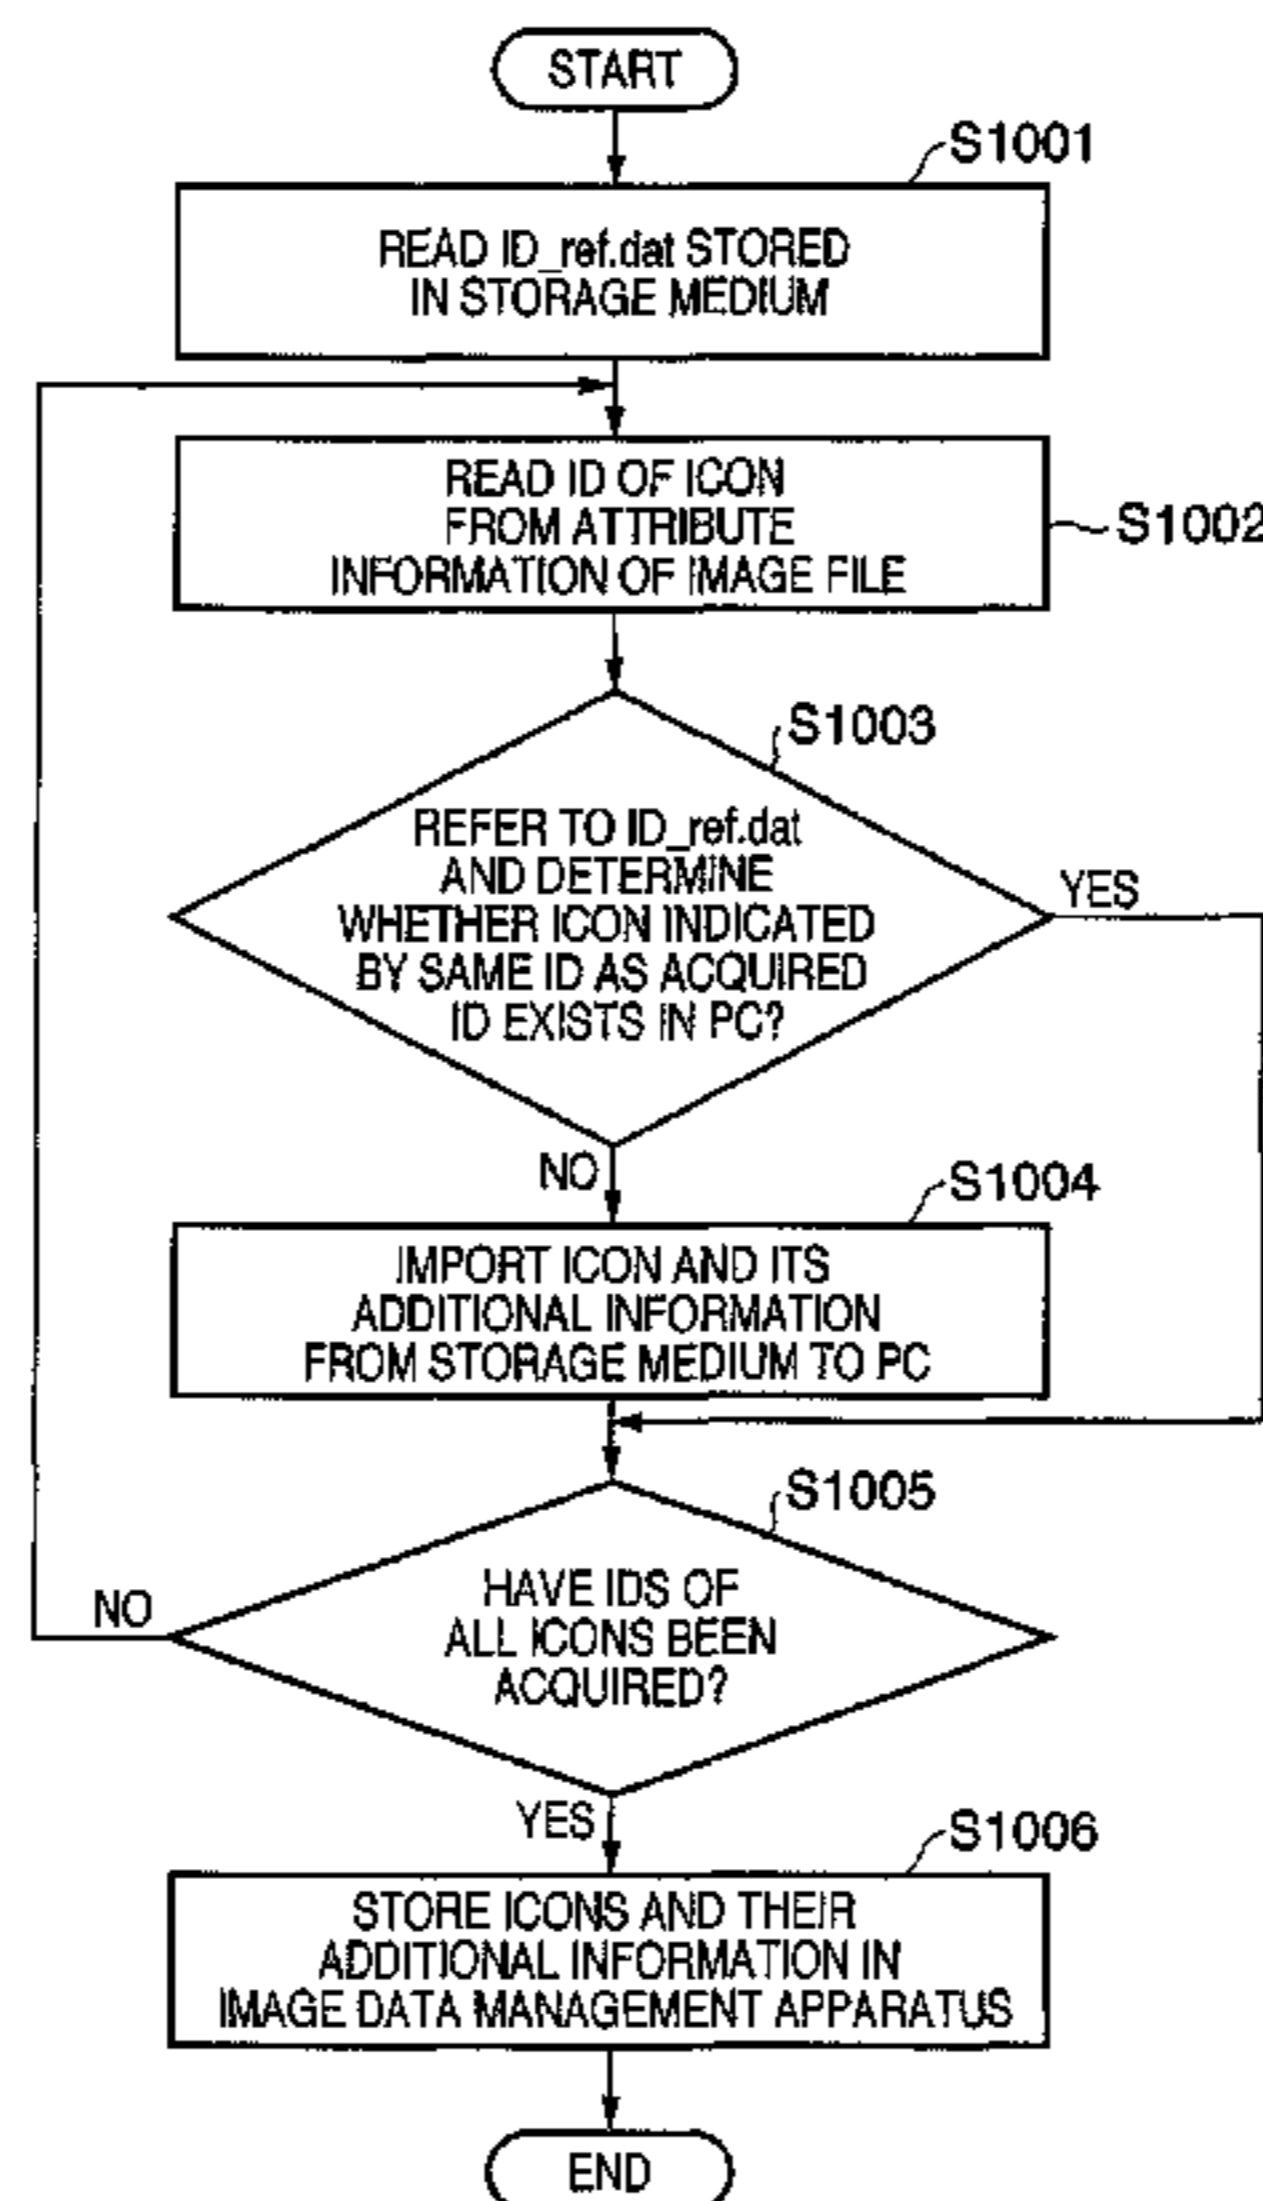 START
S1001
READ ID_ref.dat STORED
IN STORAGE MEDIUM
READ ID OF ICON
FROM ATTRIBUTE
INFORMATION OF IMAGE FILE
S1002
S1003
REFER TO ID_ref.dat
AND DETERMINE
WHETHER ICON INDICATED
BY SAME ID AS ACQUIRED
ID EXISTS IN PC?
YES
NO
S1004
IMPORT ICON AND ITS
ADDITIONAL INFORMATION
FROM STORAGE MEDIUM TO PC
S1005
HAVE IDS OF
ALL ICONS BEEN
ACQUIRED?
NO
YES
S1006
STORE ICONS AND THEIR
ADDITIONAL INFORMATION IN
IMAGE DATA MANAGEMENT APPARATUS
END